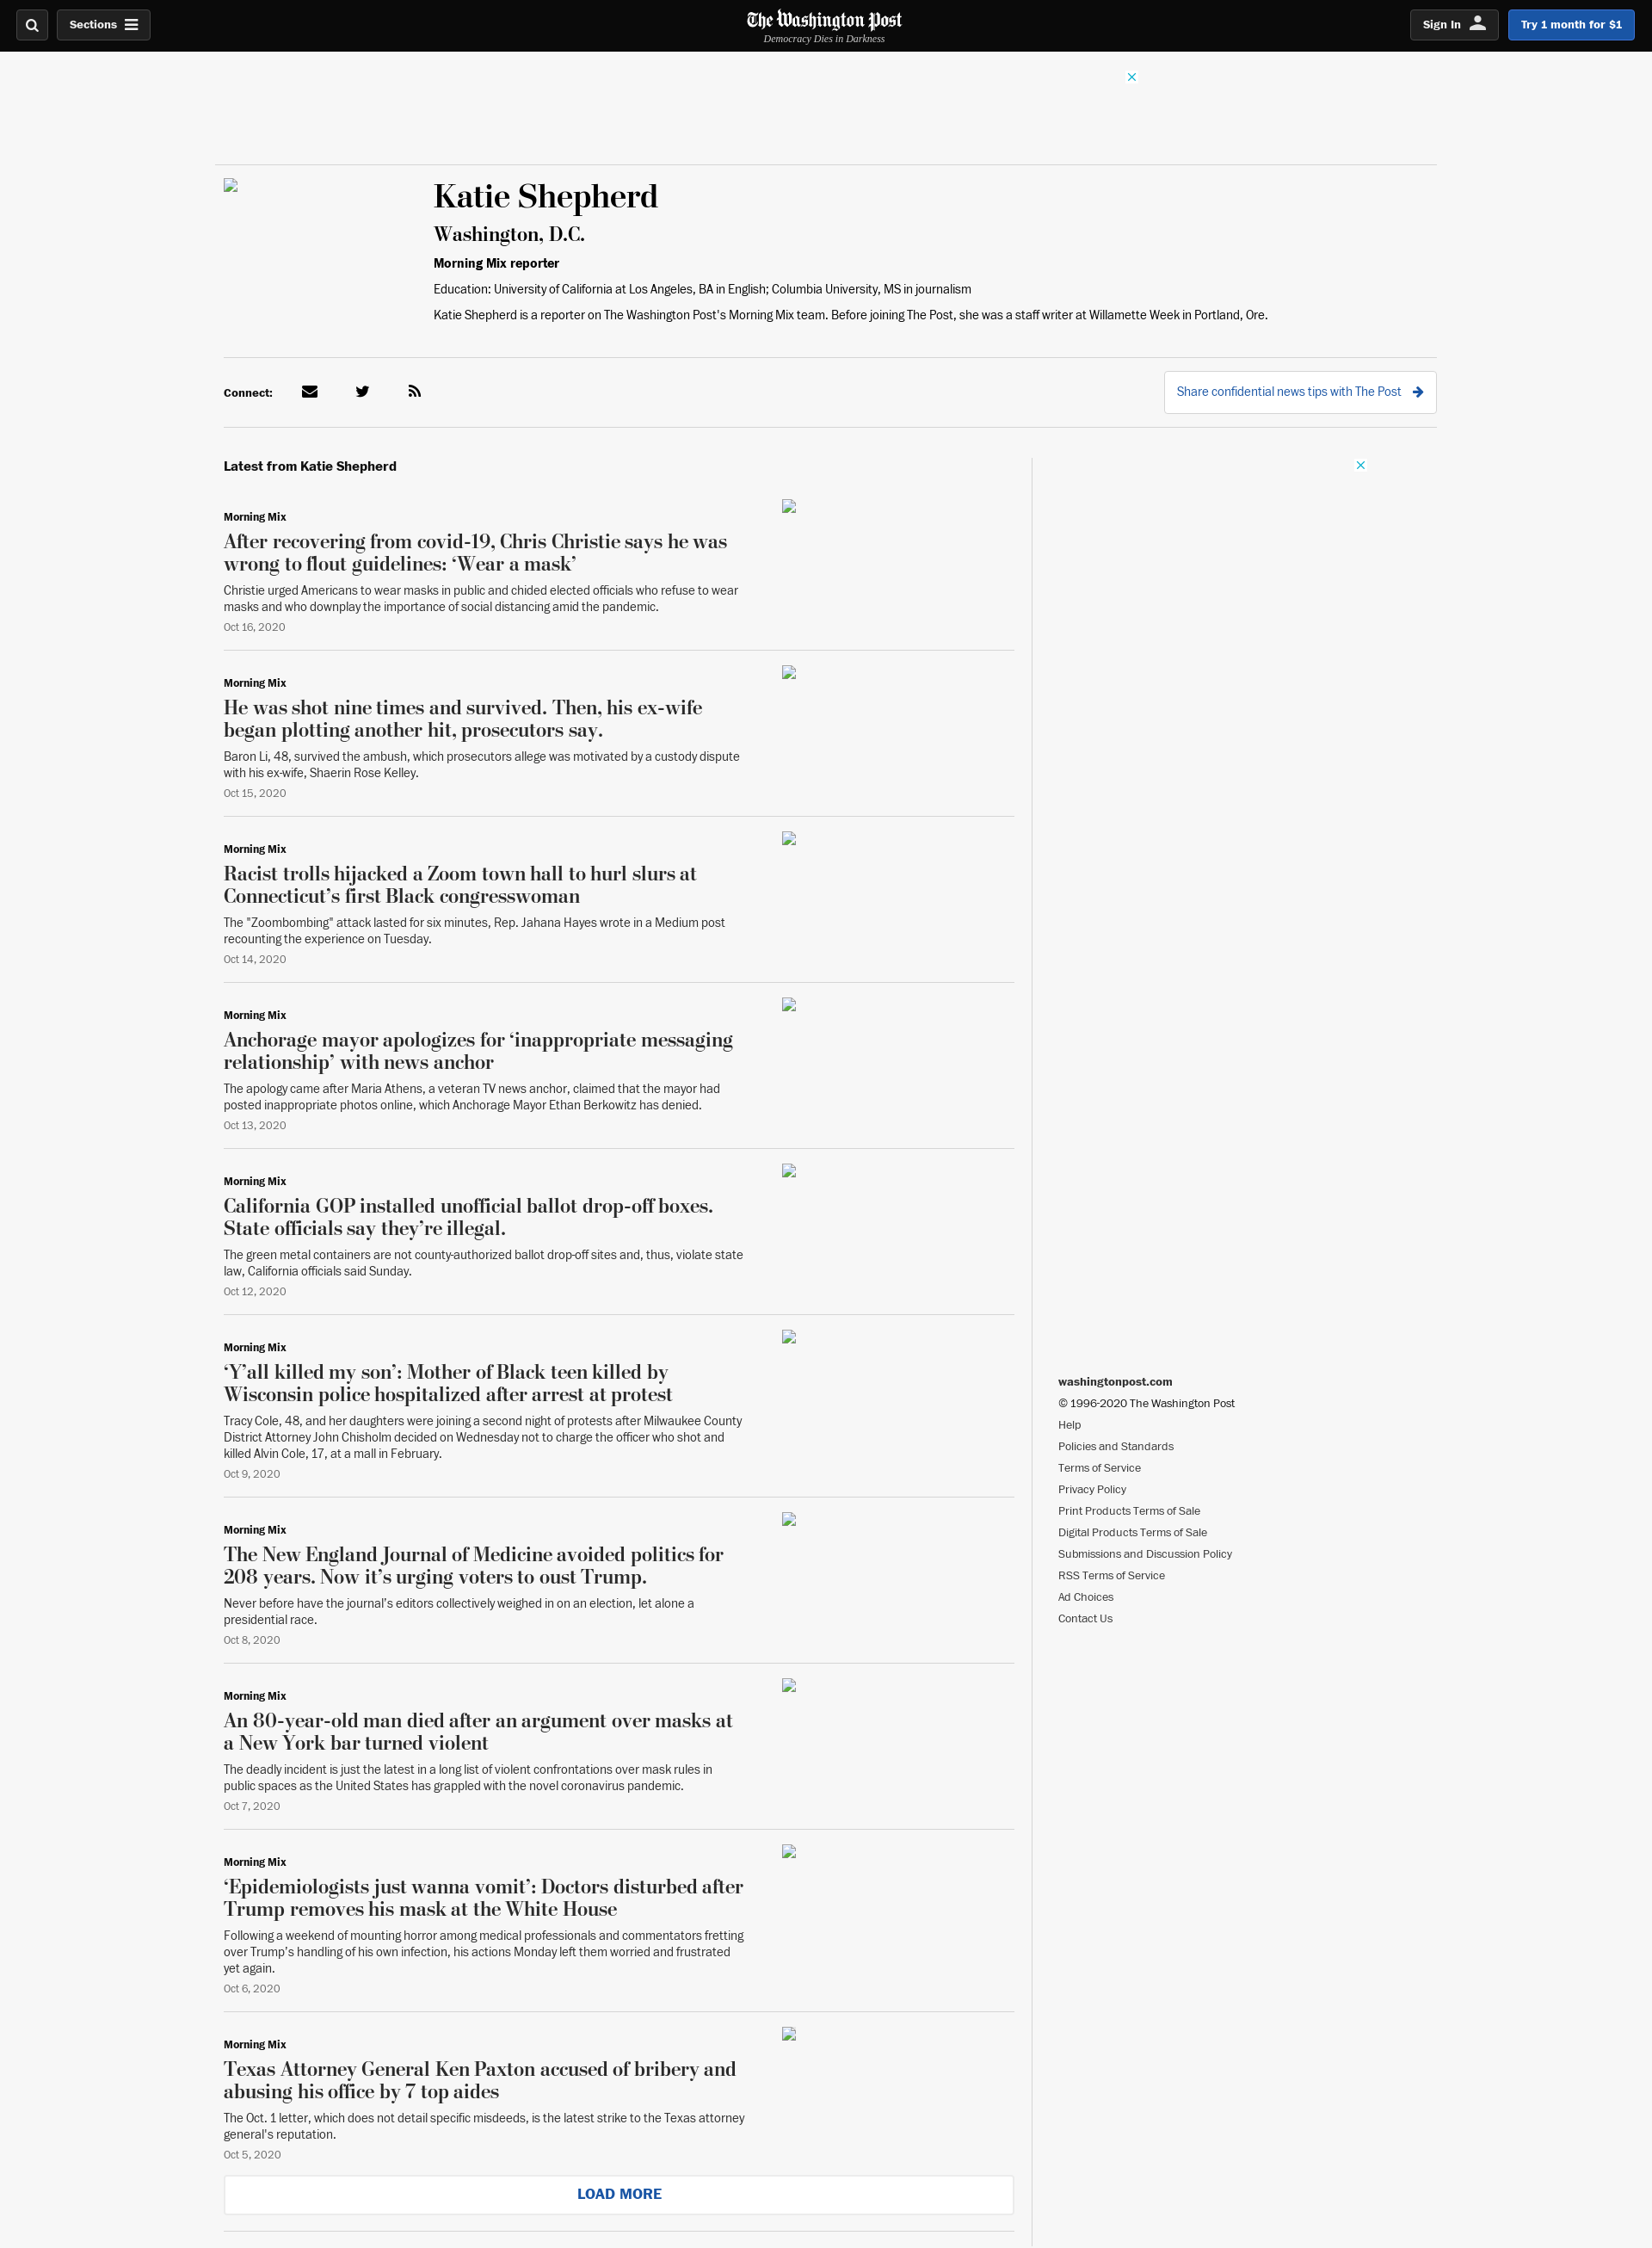 Sections
The Washington Post
Democracy Dies in Darkness
Sign In
Try 1 month for $1
Katie Shepherd
Washington, D.C.
Morning Mix reporter
Education: University of California at Los Angeles, BA in English; Columbia University, MS in journalism
Katie Shepherd is a reporter on The Washington Post's Morning Mix team. Before joining The Post, she was a staff writer at Willamette Week in Portland, Ore.
Connect:
Share confidential news tips with The Post
Latest from Katie Shepherd
Morning Mix
After recovering from covid-19, Chris Christie says he was
wrong to flout guidelines: ‘Wear a mask’
Christie urged Americans to wear masks in public and chided elected officials who refuse to wear
masks and who downplay the importance of social distancing amid the pandemic.
Oct 16, 2020
Morning Mix
He was shot nine times and survived. Then, his ex-wife
began plotting another hit, prosecutors say.
Baron Li, 48, survived the ambush, which prosecutors allege was motivated by a custody dispute
with his ex-wife, Shaerin Rose Kelley.
Oct 15, 2020
Morning Mix
Racist trolls hijacked a Zoom town hall to hurl slurs at
Connecticut’s first Black congresswoman
The "Zoombombing" attack lasted for six minutes, Rep. Jahana Hayes wrote in a Medium post
recounting the experience on Tuesday.
Oct 14, 2020
Morning Mix
Anchorage mayor apologizes for ‘inappropriate messaging
relationship’ with news anchor
The apology came after Maria Athens, a veteran TV news anchor, claimed that the mayor had
posted inappropriate photos online, which Anchorage Mayor Ethan Berkowitz has denied.
Oct 13, 2020
Morning Mix
California GOP installed unofficial ballot drop-off boxes.
State officials say they’re illegal.
The green metal containers are not county-authorized ballot drop-off sites and, thus, violate state
law, California officials said Sunday.
Oct 12, 2020
Morning Mix
‘Y’all killed my son’: Mother of Black teen killed by
Wisconsin police hospitalized after arrest at protest
Tracy Cole, 48, and her daughters were joining a second night of protests after Milwaukee County
District Attorney John Chisholm decided on Wednesday not to charge the officer who shot and
killed Alvin Cole, 17, at a mall in February.
Oct 9, 2020
Morning Mix
The New England Journal of Medicine avoided politics for
208 years. Now it’s urging voters to oust Trump.
Never before have the journal’s editors collectively weighed in on an election, let alone a
presidential race.
Oct 8, 2020
Morning Mix
An 80-year-old man died after an argument over masks at
a New York bar turned violent
The deadly incident is just the latest in a long list of violent confrontations over mask rules in
public spaces as the United States has grappled with the novel coronavirus pandemic.
Oct 7, 2020
Morning Mix
‘Epidemiologists just wanna vomit’: Doctors disturbed after
Trump removes his mask at the White House
Following a weekend of mounting horror among medical professionals and commentators fretting
over Trump’s handling of his own infection, his actions Monday left them worried and frustrated
yet again.
Oct 6, 2020
Morning Mix
Texas Attorney General Ken Paxton accused of bribery and
abusing his office by 7 top aides
The Oct. 1 letter, which does not detail specific misdeeds, is the latest strike to the Texas attorney
general's reputation.
Oct 5, 2020
LOAD MORE
washingtonpost.com
© 1996-2020 The Washington Post
Help
Policies and Standards
Terms of Service
Privacy Policy
Print Products Terms of Sale
Digital Products Terms of Sale
Submissions and Discussion Policy
RSS Terms of Service
Ad Choices
Contact Us